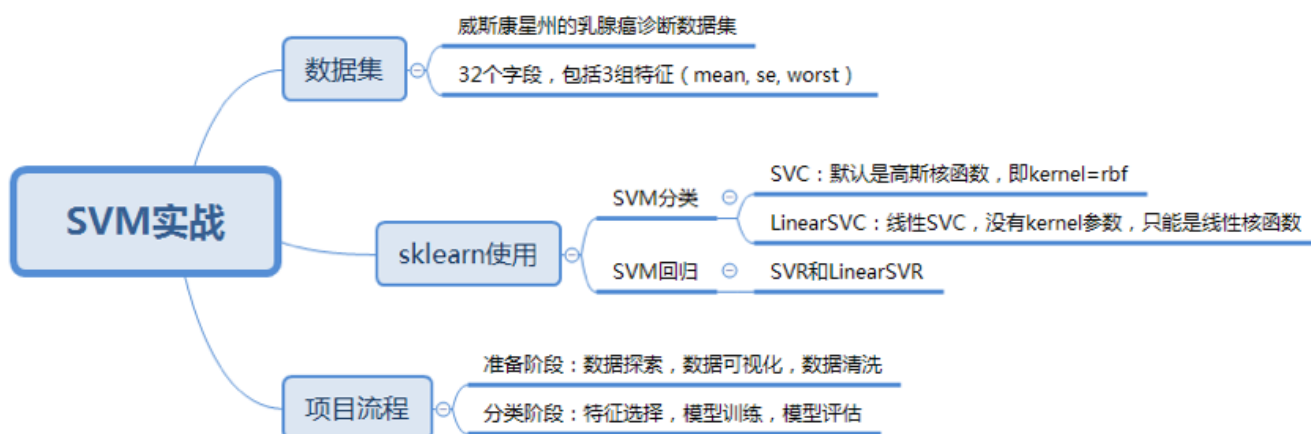 SVM实战
数据集
威斯康星州的乳腺癌诊断数据集
32个字段，包括3组特征（mean, se, worst）
sklearn使用
SVM分类
SVC：默认是高斯核函数，即kernel=rbf
LinearSVC：线性SVC，没有kernel参数，只能是线性核函数
SVM回归
SVR和LinearSVR
项目流程
准备阶段：数据探索，数据可视化，数据清洗
分类阶段：特征选择，模型训练，模型评估